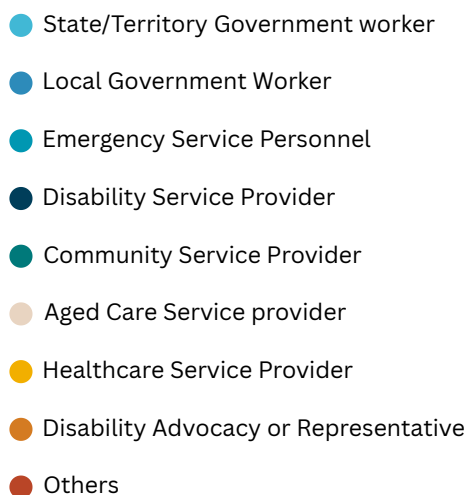 State/Territory Government worker
Local Government Worker
Emergency Service Personnel
Disability Service Provider
Community Service Provider
Aged Care Service provider
Healthcare Service Provider
Disability Advocacy or Representative
Others